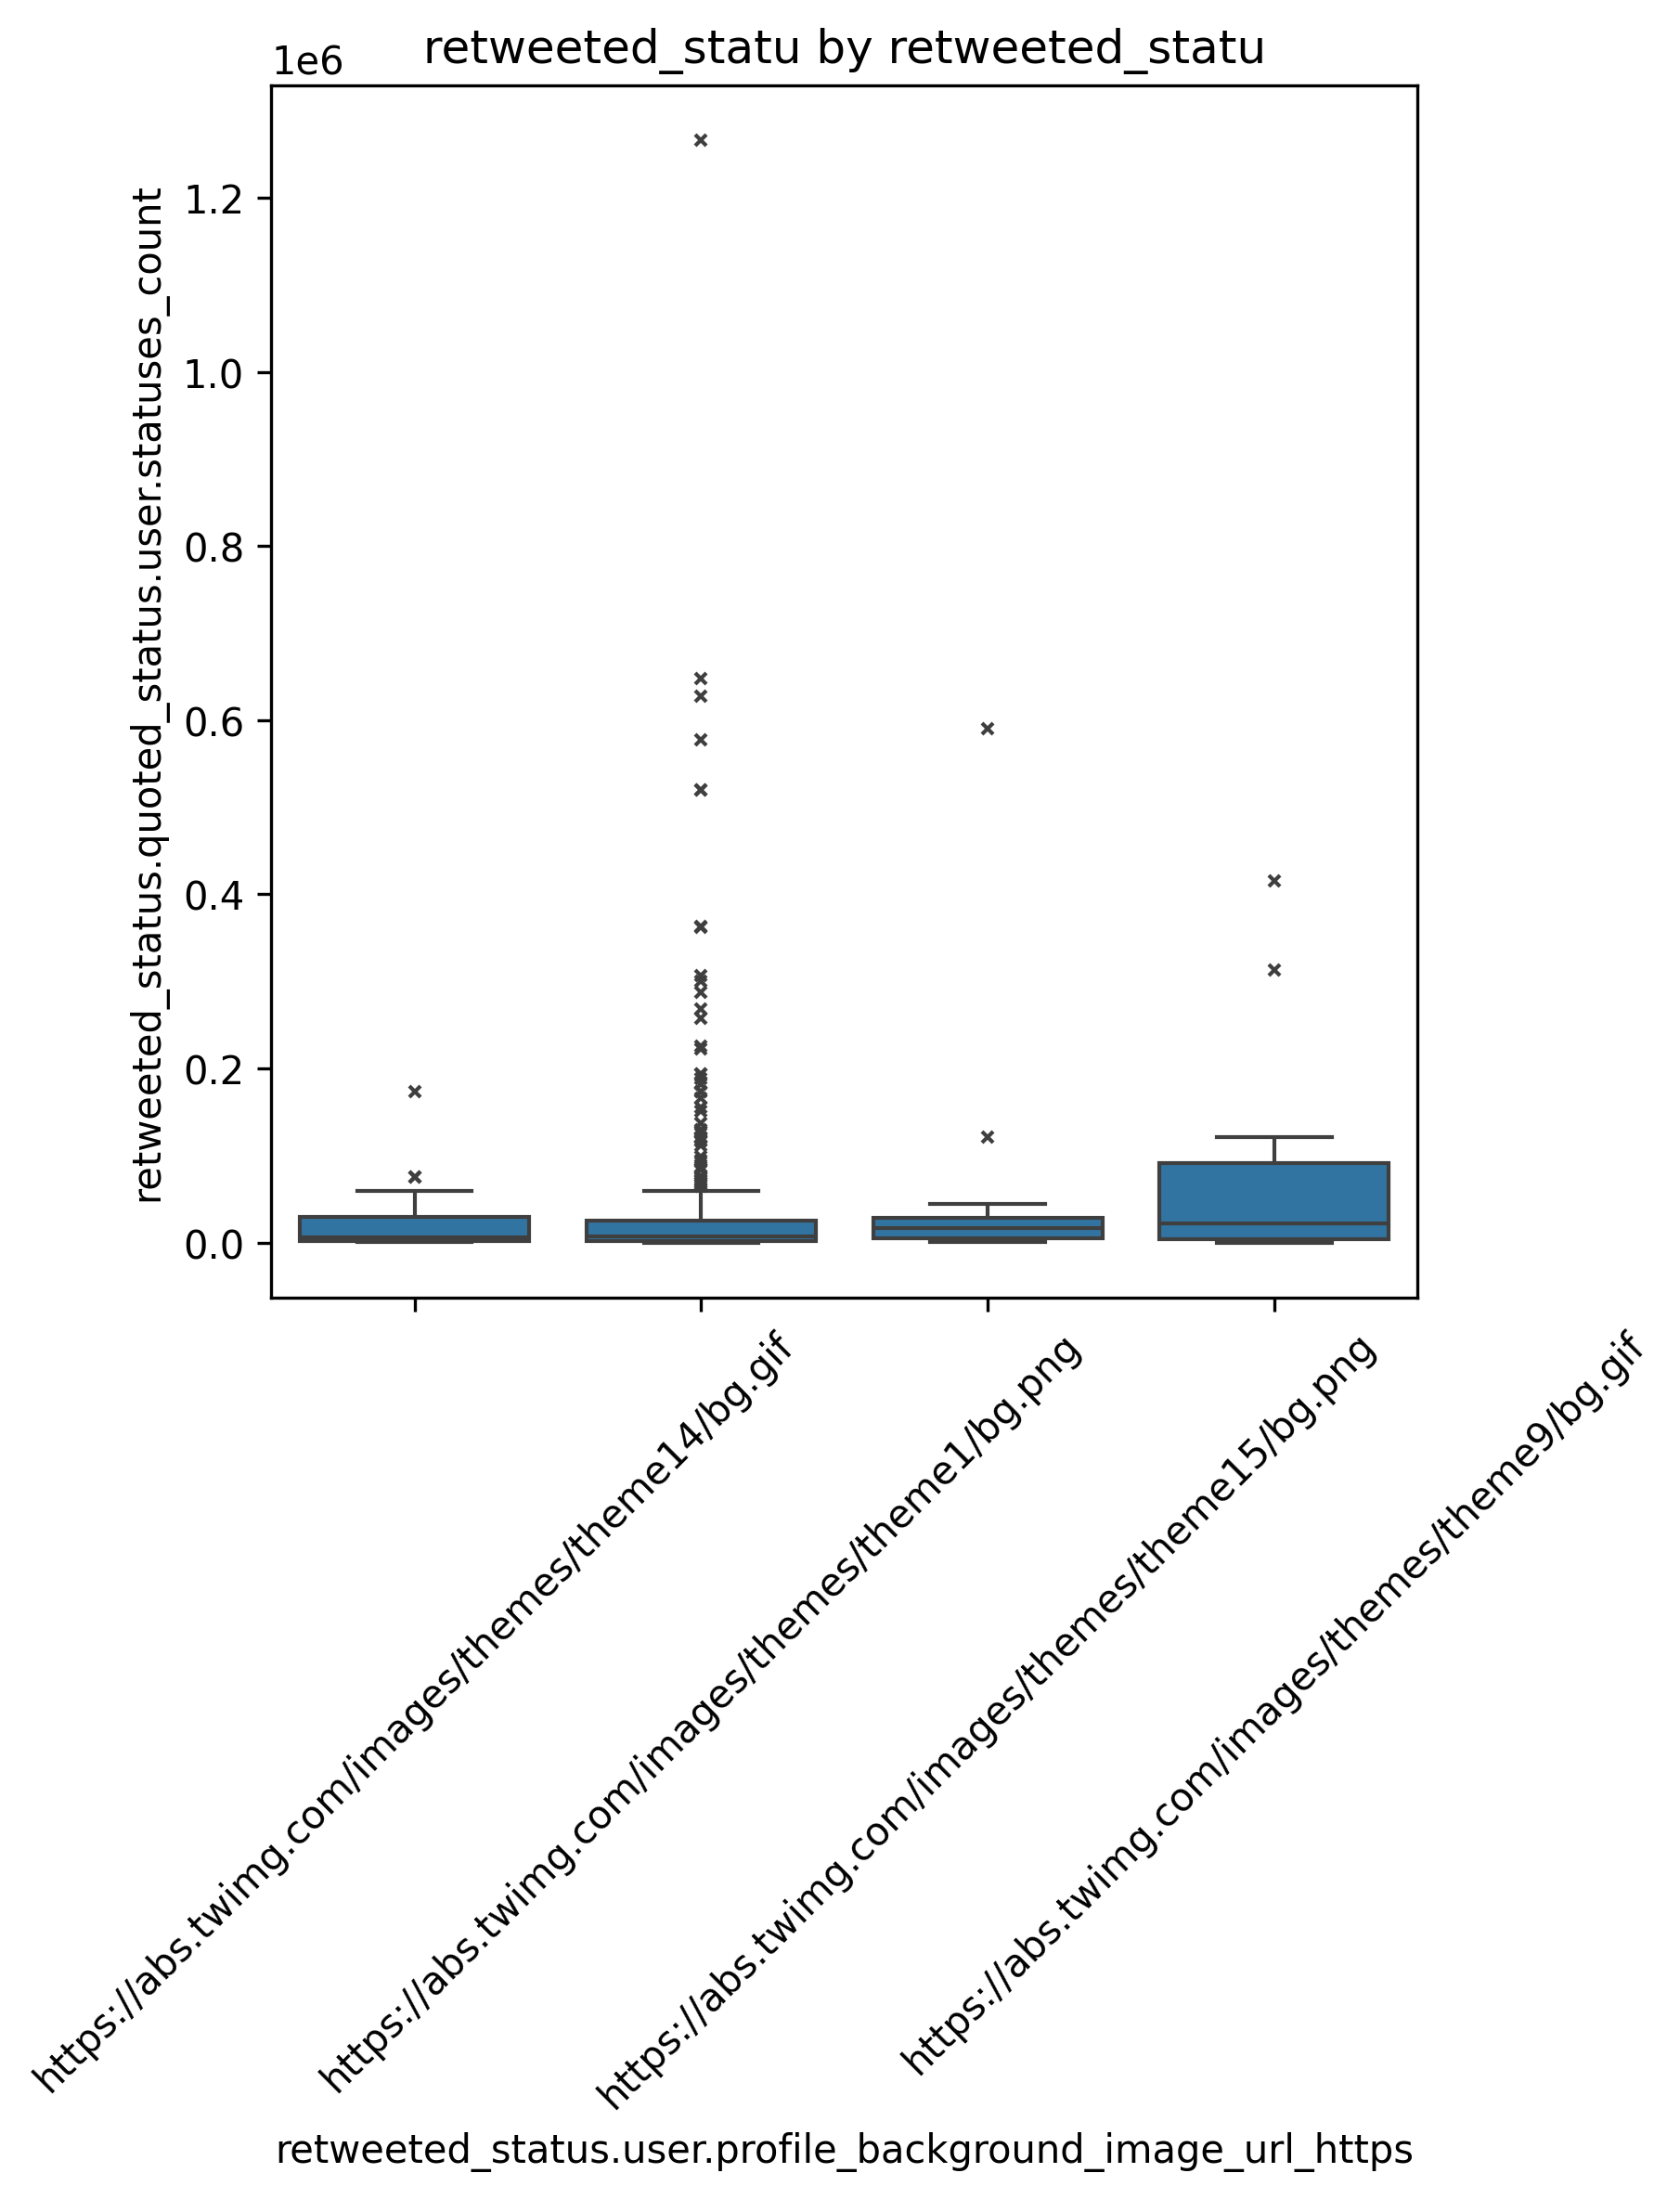 retweeted_statu by retweeted_statu
1e6
1.2
1.0
0.8
0.6
0.4
0.2
0.0
retweeted_status.quoted_status.user.statuses_count
https://abs.twimg.com/images/themes/theme14/bg.gif
https://abs.twimg.com/images/themes/theme1/bg.png
https://abs.twimg.com/images/themes/theme15/bg.png
https://abs.twimg.com/images/themes/theme9/bg.gif
retweeted_status.user.profile_background_image_url_https